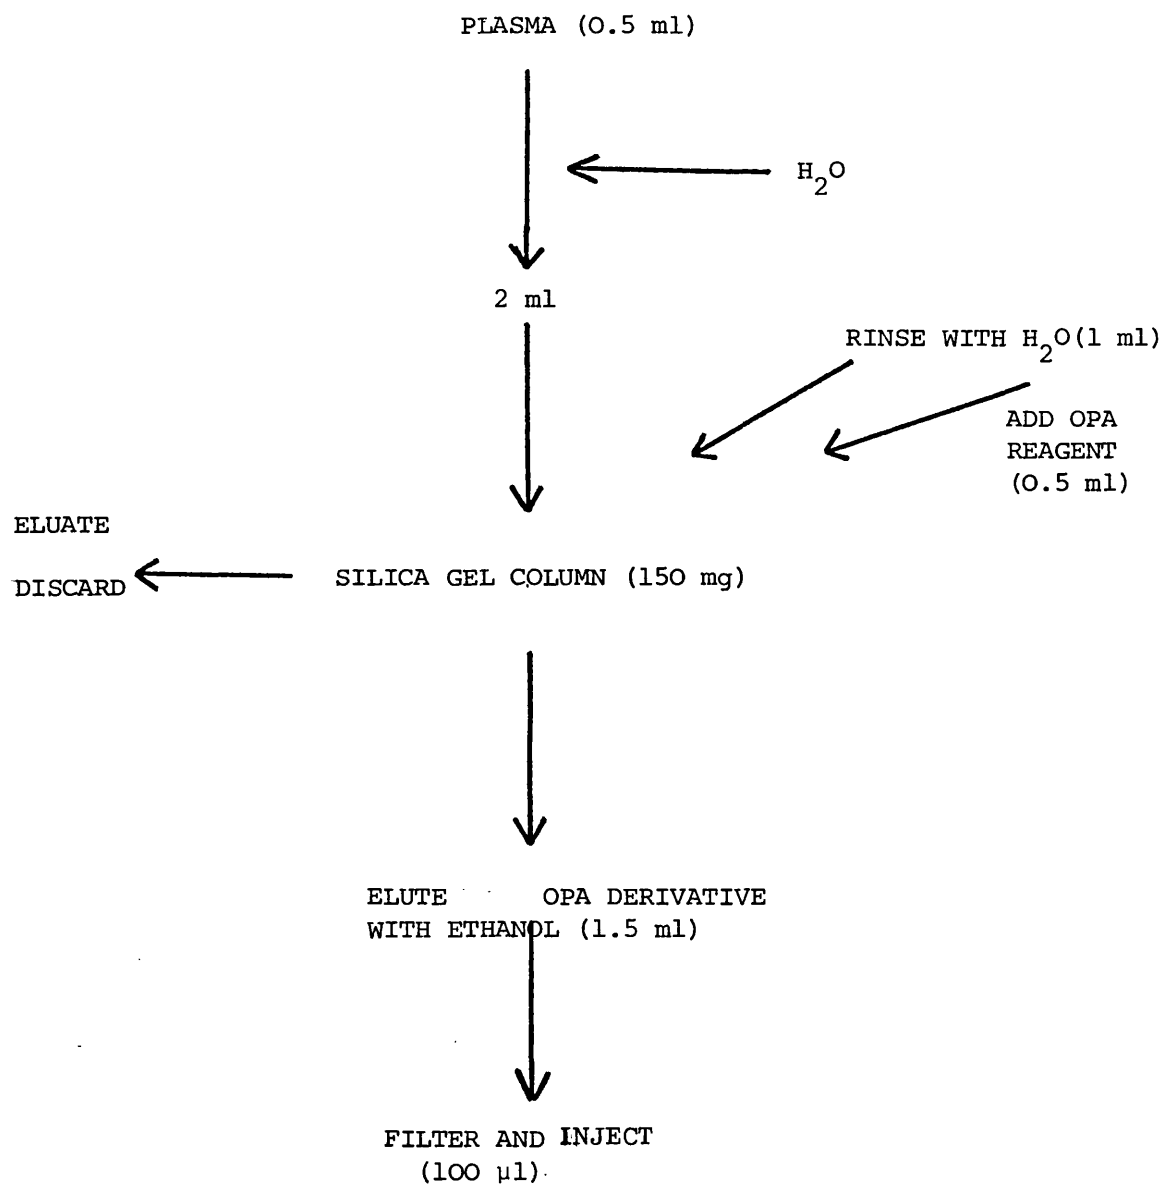 PLASMA (0.5 ml)
H2O
2 ml
RINSE WITH H2O(1 ml)
ADD OPA
REAGENT
(0.5 ml)
ELUATE
DISCARD
SILICA GEL COLUMN (150 mg)
ELUTE OPA DERIVATIVE
WITH ETHANOL (1.5 ml)
FILTER AND INJECT
(100 µl)